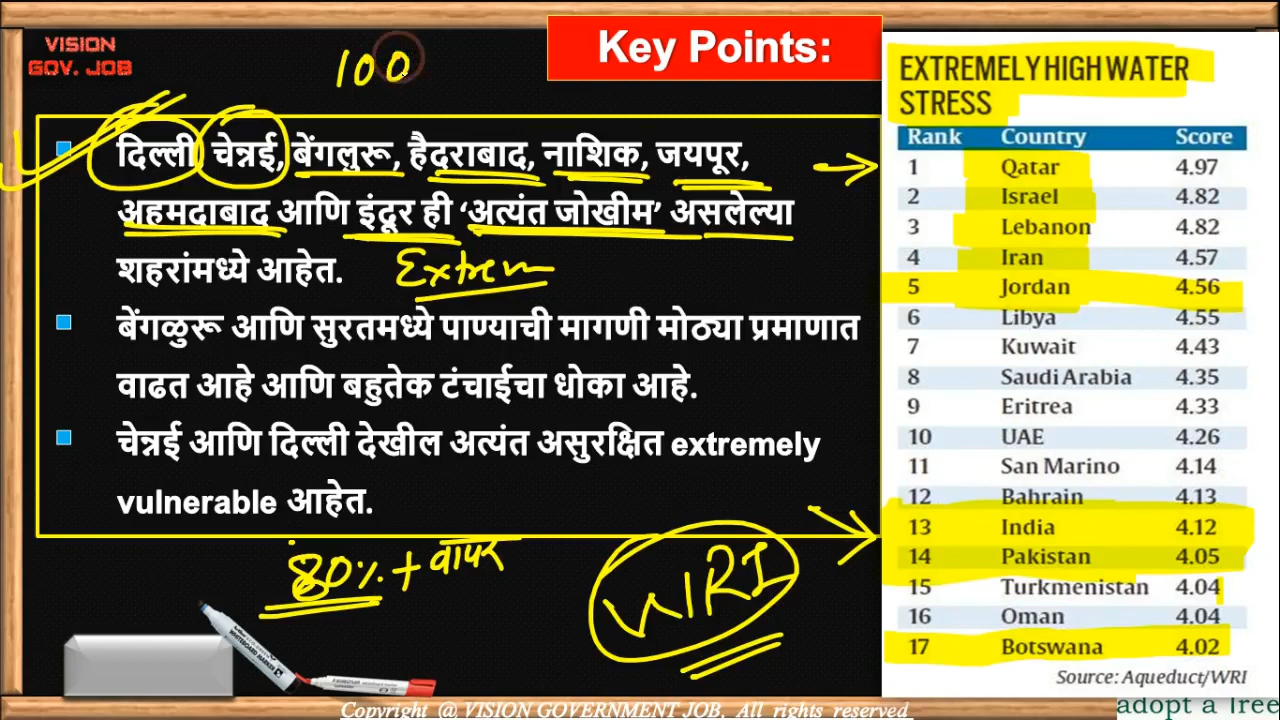 VISION
GOV. JOB
100
Key Points:
दिल्ली, चेन्नई, बेंगलुरू, हैदराबाद, नाशिक, जयपूर,
अहमदाबाद आणि इंदूर ही ‘अत्यंत जोखीम’ असलेल्या
शहरांमध्ये आहेत.
Extrem
बेंगळुरू आणि सुरतमध्ये पाण्याची मागणी मोठ्या प्रमाणात
वाढत आहे आणि बहुतेक टंचाईचा धोका आहे.
चेन्नई आणि दिल्ली देखील अत्यंत असुरक्षित extremely
vulnerable आहेत.
80% + वापर
WRI
EXTREMELY HIGH WATER
STRESS
Rank Country Score
1 Qatar 4.97
2 Israel 4.82
3 Lebanon 4.82
4 Iran 4.57
5 Jordan 4.56
6 Libya 4.55
7 Kuwait 4.43
8 Saudi Arabia 4.35
9 Eritrea 4.33
10 UAE 4.26
11 San Marino 4.14
12 Bahrain 4.13
13 India 4.12
14 Pakistan 4.05
15 Turkmenistan 4.04
16 Oman 4.04
17 Botswana 4.02
Source: Aqueduct/WRI
Copyright @ VISION GOVERNMENT JOB. All rights reserved
adopt a Tree